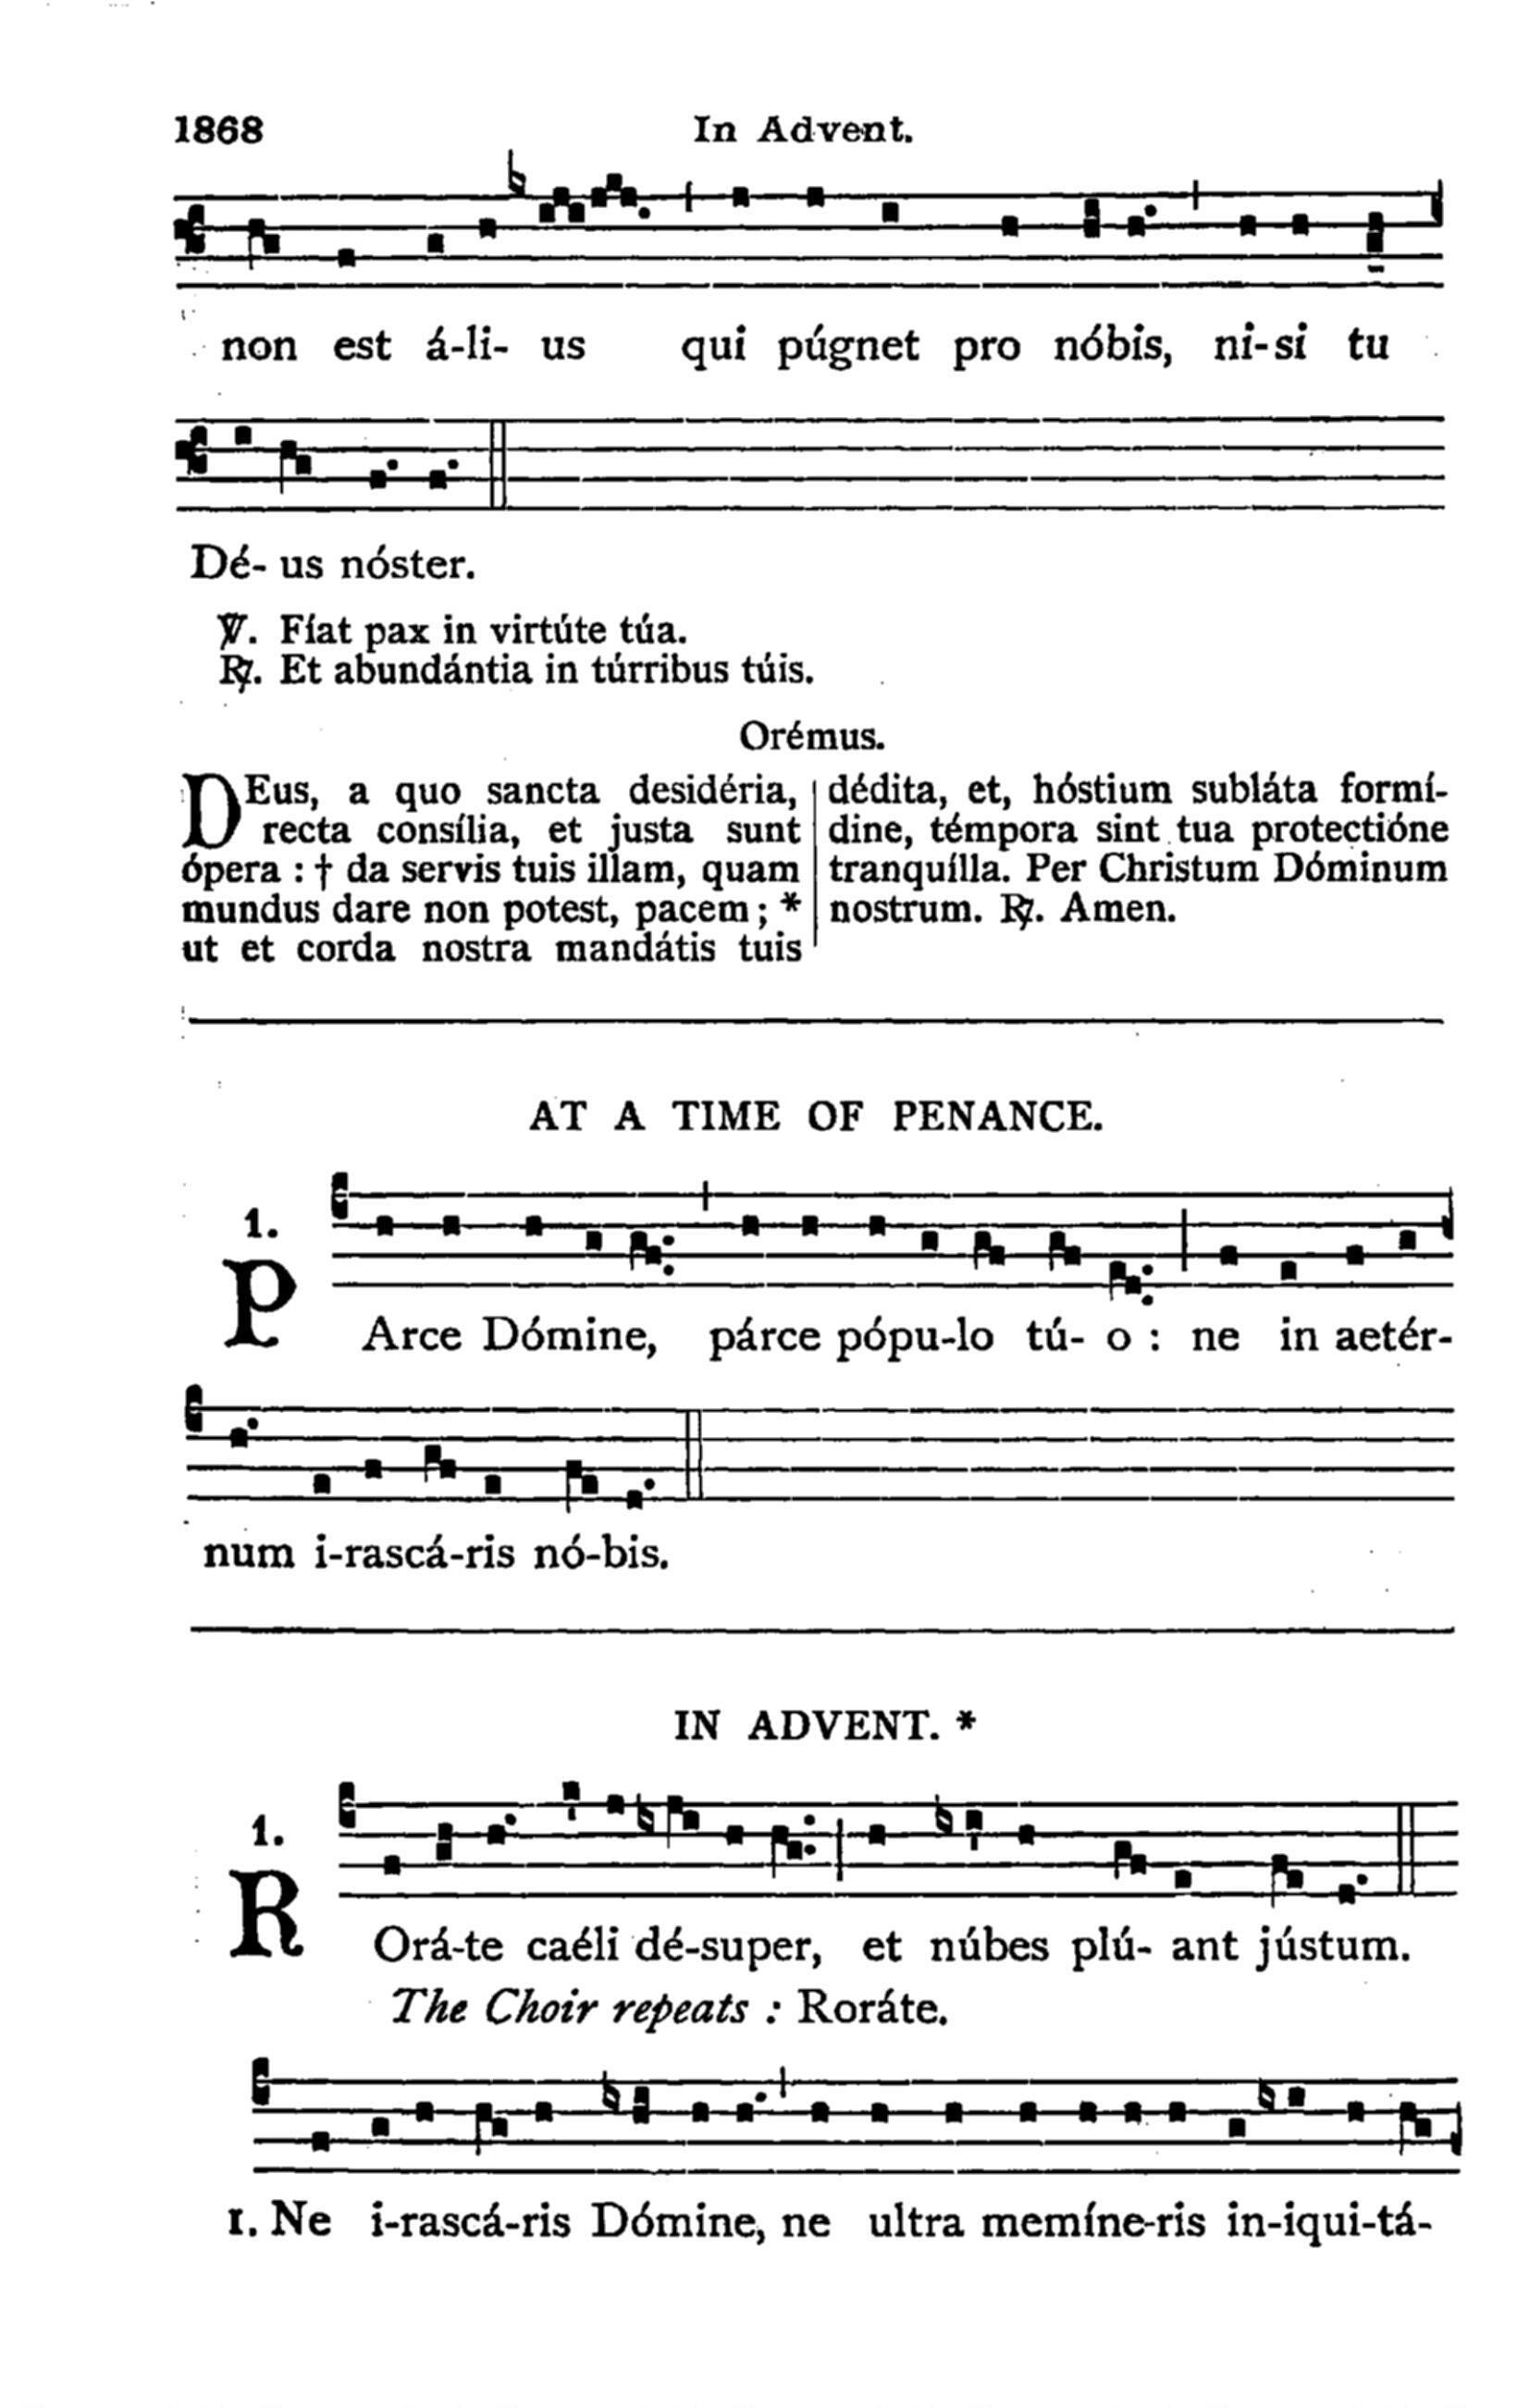 1868 In Advent.
non est á-li- us qui púgnet pro nóbis, ni-si tu
Dé- us nóster.
℣. Fíat pax in virtúte túa.
℟. Et abundántia in túrribus túis.
Orémus.
DEus, a quo sancta desidéria,
recta consília, et justa sunt
ópera : † da servis tuis illam, quam
mundus dare non potest, pacem ; *
ut et corda nostra mandátis tuis
dédita, et, hóstium subláta formí-
dine, témpora sint tua protectióne
tranquílla. Per Christum Dóminum
nostrum. ℟. Amen.
AT A TIME OF PENANCE.
1.
PArce Dómine, párce pópu-lo tú- o : ne in aetér-
num i-rascá-ris nó-bis.
IN ADVENT. *
1.
ROrá-te caéli dé-super, et núbes plú- ant jústum.
The Choir repeats : Roráte.
1. Ne i-rascá-ris Dómine, ne ultra memíne-ris in-iqui-tá-